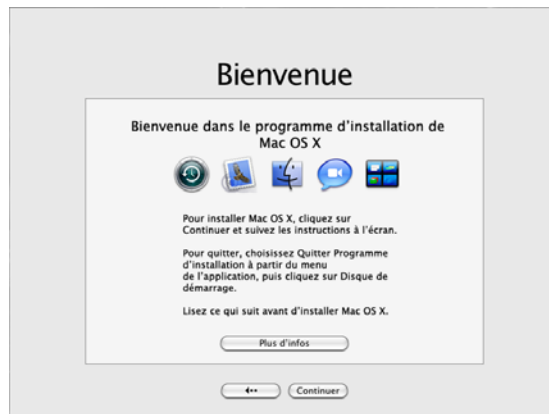 Bienvenue
Bienvenue dans le programme d'installation de
Mac OS X
Pour installer Mac OS X, cliquez sur
Continuer et suivez les instructions à l'écran.
Pour quitter, choisissez Quitter Programme
d'installation à partir du menu
de l'application, puis cliquez sur Disque de
démarrage.
Lisez ce qui suit avant d'installer Mac OS X.
Plus d'infos
Continuer